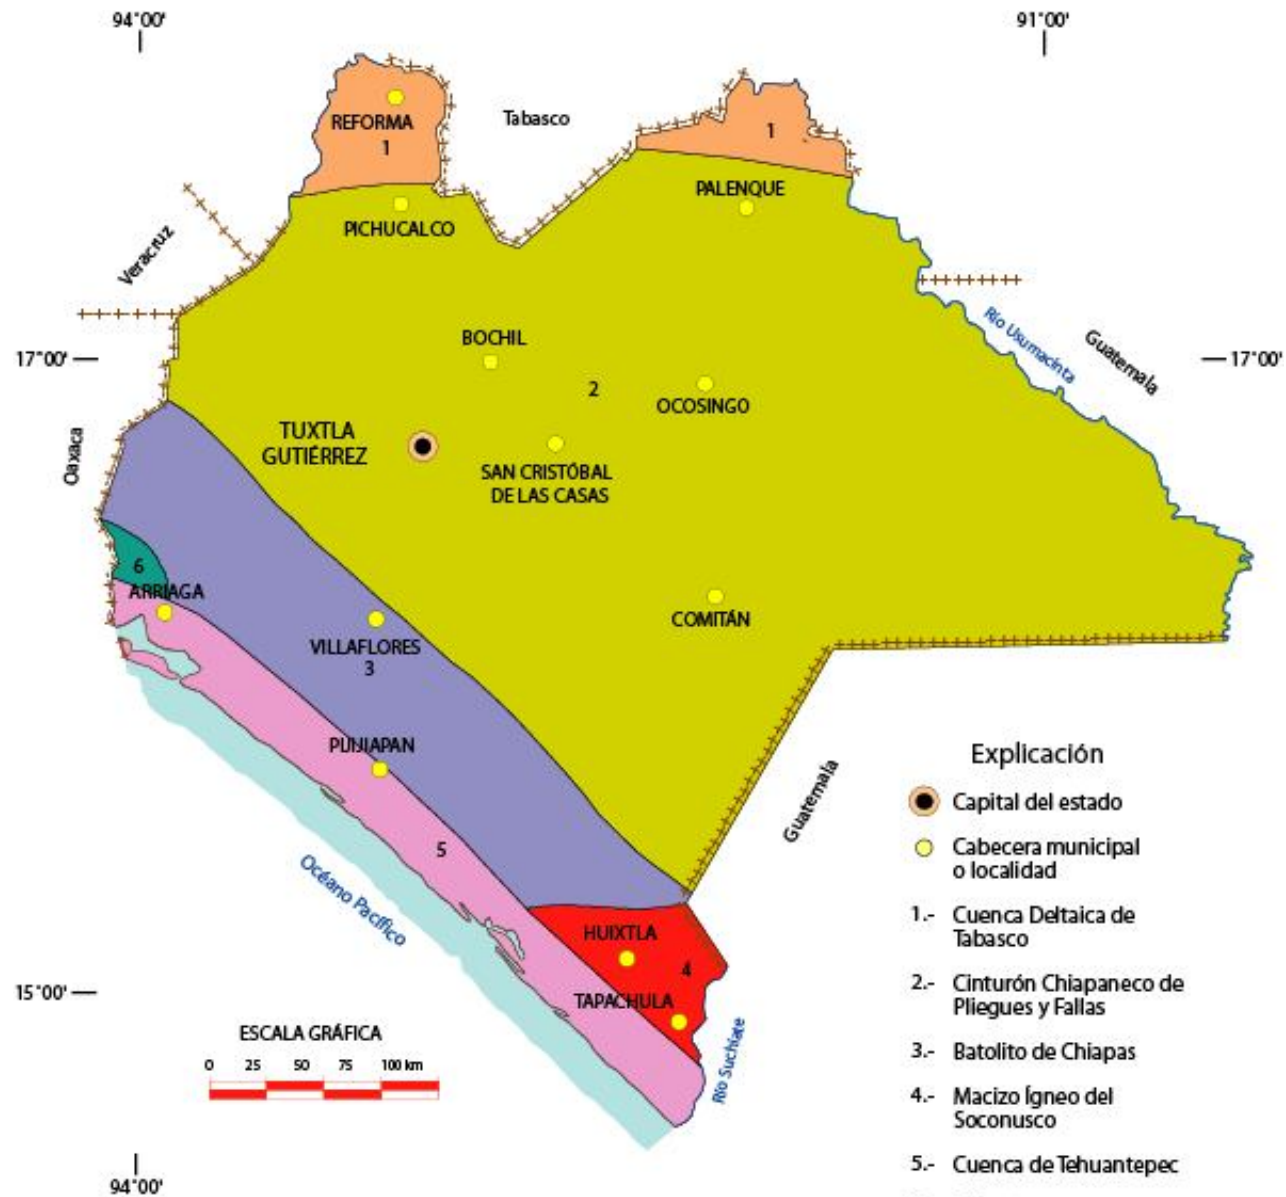 94°00'
91°00'
Tabasco
REFORMA
1
1
PALENQUE
PICHUCALCO
Veracruz
BOCHIL
Río Usumacinta
Guatemala
17°00'
17°00'
2
OCOSINGO
TUXTLA
GUTIÉRREZ
Oaxaca
SAN CRISTÓBAL
DE LAS CASAS
6
ARRIAGA
COMITÁN
VILLAFLORES
3
PIJIJIAPAN
Guatemala
5
Océano Pacífico
HUIXTLA
4
15°00'
TAPACHULA
Río Suchiate
ESCALA GRÁFICA
0 25 50 75 100 km
94°00'
Explicación
Capital del estado
Cabecera municipal
o localidad
1.- Cuenca Deltaica de
Tabasco
2.- Cinturón Chiapaneco de
Pliegues y Fallas
3.- Batolito de Chiapas
4.- Macizo Ígneo del
Soconusco
5.- Cuenca de Tehuantepec